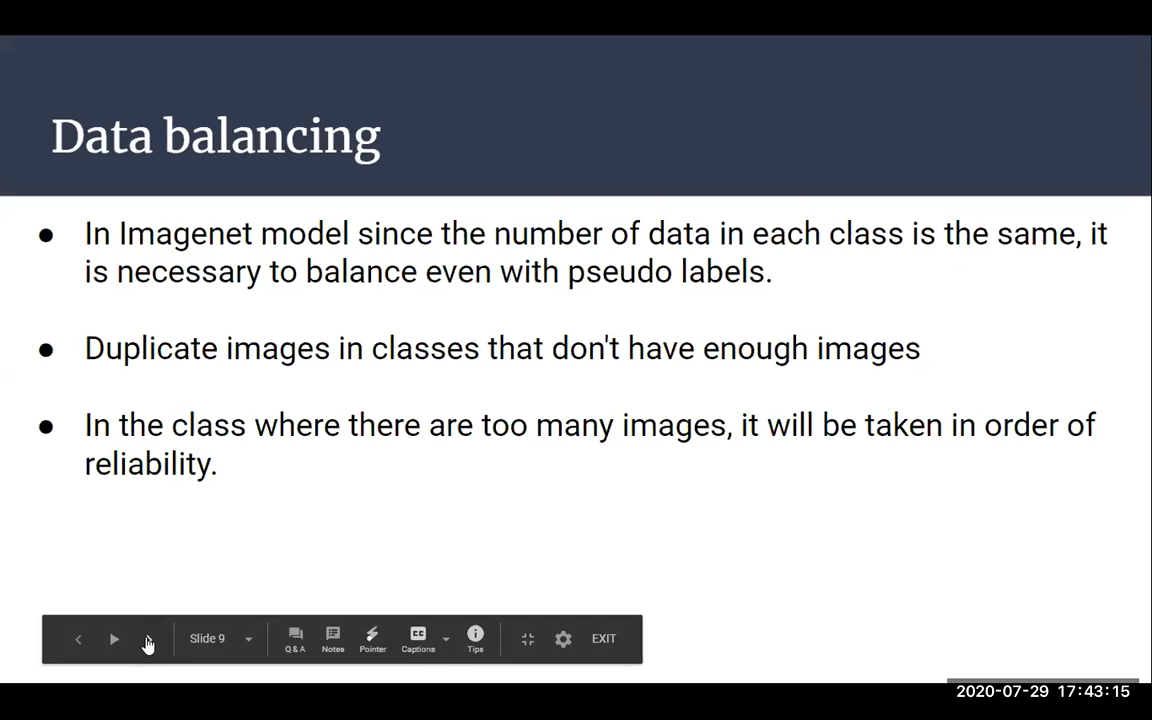 Data balancing
● In Imagenet model since the number of data in each class is the same, it
is necessary to balance even with pseudo labels.
● Duplicate images in classes that don't have enough images
● In the class where there are too many images, it will be taken in order of
reliability.
Slide 9
Q & A
Notes
Pointer
CC
Captions
Tips
EXIT
2020-07-29 17:43:15